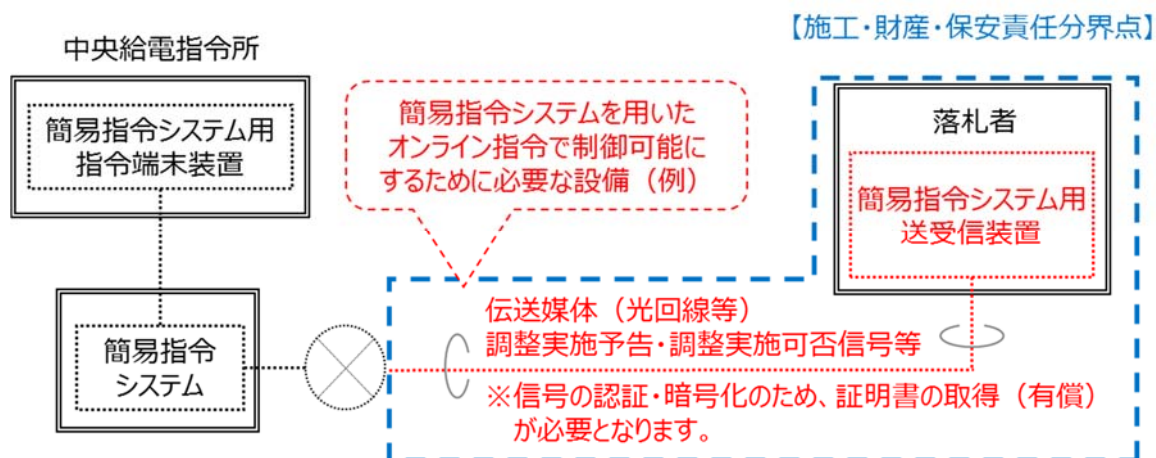 【施工・財産・保安責任分界点】
中央給電指令所
簡易指令システム用
指令端末装置
簡易指令システムを用いた
オンライン指令で制御可能に
するために必要な設備（例）
落札者
簡易指令システム用
送受信装置
簡易指令
システム
伝送媒体（光回線等）
調整実施予告・調整実施可否信号等
※信号の認証・暗号化のため、証明書の取得（有償）
が必要となります。